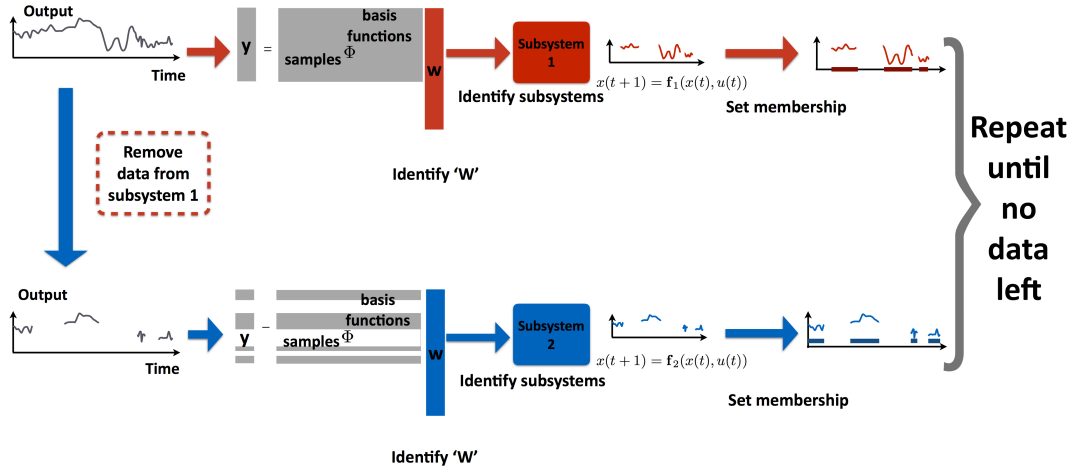 Output
Time
y
=
basis
functions
samples Φ
w
Identify 'W'
Subsystem
1
Identify subsystems
x(t + 1) = f₁(x(t), u(t))
Set membership
Remove
data from
subsystem 1
Output
Time
y
−
basis
functions
samples Φ
w
Identify 'W'
Subsystem
2
Identify subsystems
x(t + 1) = f₂(x(t), u(t))
Set membership
Repeat
until
no
data
left